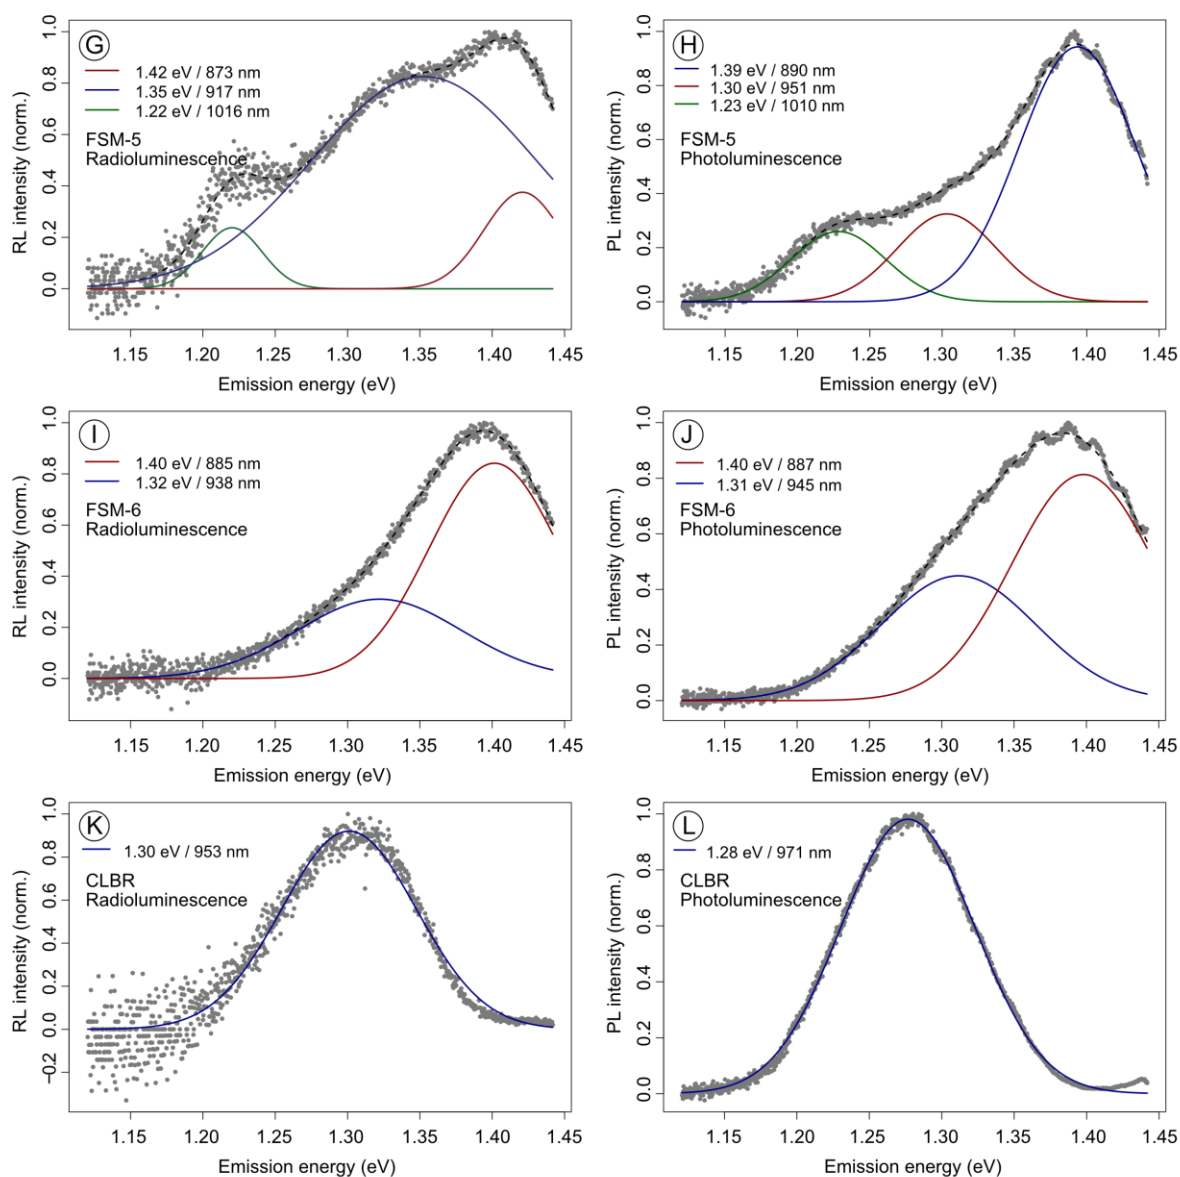 G
1.42 eV / 873 nm
1.35 eV / 917 nm
1.22 eV / 1016 nm
FSM-5
Radioluminescence
RL intensity (norm.)
0.0 0.2 0.4 0.6 0.8 1.0
1.15 1.20 1.25 1.30 1.35 1.40 1.45
Emission energy (eV)
H
1.39 eV / 890 nm
1.30 eV / 951 nm
1.23 eV / 1010 nm
FSM-5
Photoluminescence
PL intensity (norm.)
0.0 0.2 0.4 0.6 0.8 1.0
1.15 1.20 1.25 1.30 1.35 1.40 1.45
Emission energy (eV)
I
1.40 eV / 885 nm
1.32 eV / 938 nm
FSM-6
Radioluminescence
RL intensity (norm.)
0.0 0.2 0.4 0.6 0.8 1.0
1.15 1.20 1.25 1.30 1.35 1.40 1.45
Emission energy (eV)
J
1.40 eV / 887 nm
1.31 eV / 945 nm
FSM-6
Photoluminescence
PL intensity (norm.)
0.0 0.2 0.4 0.6 0.8 1.0
1.15 1.20 1.25 1.30 1.35 1.40 1.45
Emission energy (eV)
K
1.30 eV / 953 nm
CLBR
Radioluminescence
RL intensity (norm.)
−0.2 0.0 0.2 0.4 0.6 0.8 1.0
1.15 1.20 1.25 1.30 1.35 1.40 1.45
Emission energy (eV)
L
1.28 eV / 971 nm
CLBR
Photoluminescence
PL intensity (norm.)
0.0 0.2 0.4 0.6 0.8 1.0
1.15 1.20 1.25 1.30 1.35 1.40 1.45
Emission energy (eV)